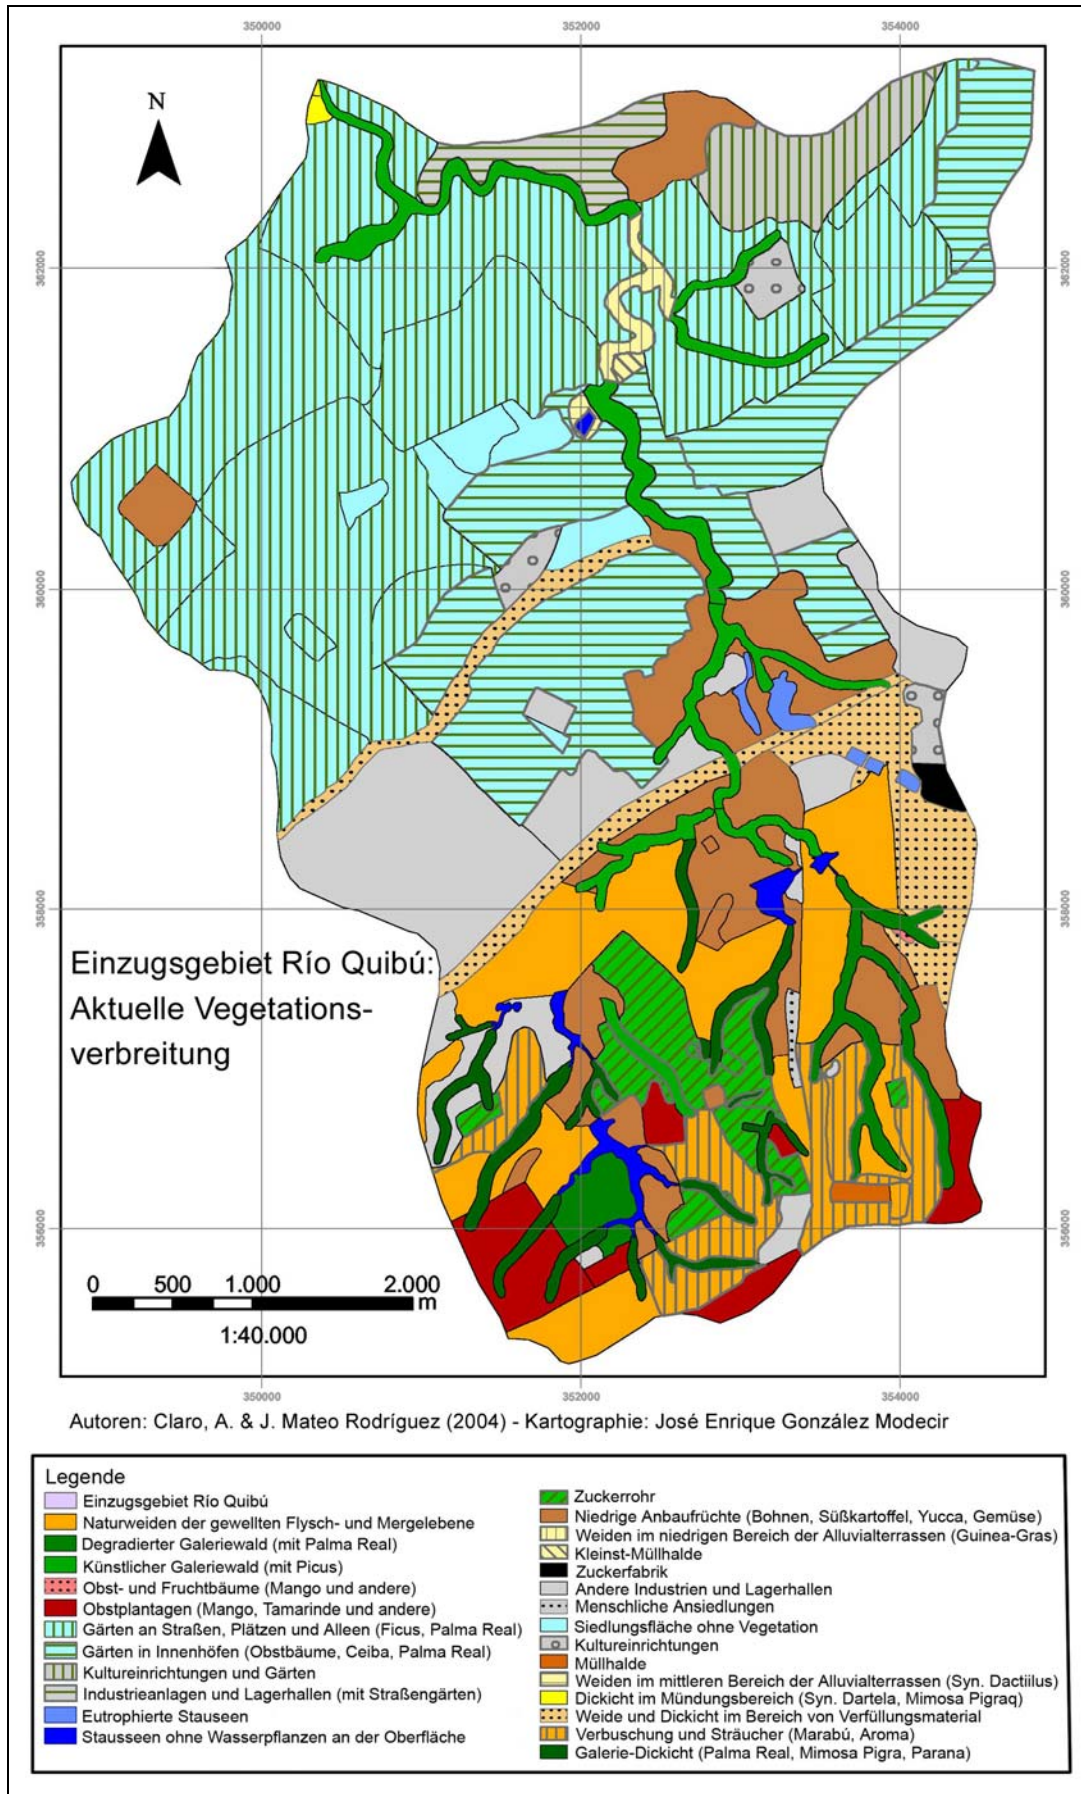 350000 352000 354000
N
362000 362000
360000 360000
358000 358000
Einzugsgebiet Río Quibú:
Aktuelle Vegetations-
verbreitung
356000 356000
0 500 1.000 2.000
m
1:40.000
350000 352000 354000
Autoren: Claro, A. & J. Mateo Rodríguez (2004) - Kartographie: José Enrique González Modecir
Legende
Einzugsgebiet Río Quibú
Naturweiden der gewellten Flysch- und Mergelebene
Degradierter Galeriewald (mit Palma Real)
Künstlicher Galeriewald (mit Picus)
Obst- und Fruchtbäume (Mango und andere)
Obstplantagen (Mango, Tamarinde und andere)
Gärten an Straßen, Plätzen und Alleen (Ficus, Palma Real)
Gärten in Innenhöfen (Obstbäume, Ceiba, Palma Real)
Kultureinrichtungen und Gärten
Industrieanlagen und Lagerhallen (mit Straßengärten)
Eutrophierte Stauseen
Stausseen ohne Wasserpflanzen an der Oberfläche
Zuckerrohr
Niedrige Anbaufrüchte (Bohnen, Süßkartoffel, Yucca, Gemüse)
Weiden im niedrigen Bereich der Alluvialterrassen (Guinea-Gras)
Kleinst-Müllhalde
Zuckerfabrik
Andere Industrien und Lagerhallen
Menschliche Ansiedlungen
Siedlungsfläche ohne Vegetation
Kultureinrichtungen
Müllhalde
Weiden im mittleren Bereich der Alluvialterrassen (Syn. Dactiilus)
Dickicht im Mündungsbereich (Syn. Dartela, Mimosa Pigraq)
Weide und Dickicht im Bereich von Verfüllungsmaterial
Verbuschung und Sträucher (Marabú, Aroma)
Galerie-Dickicht (Palma Real, Mimosa Pigra, Parana)